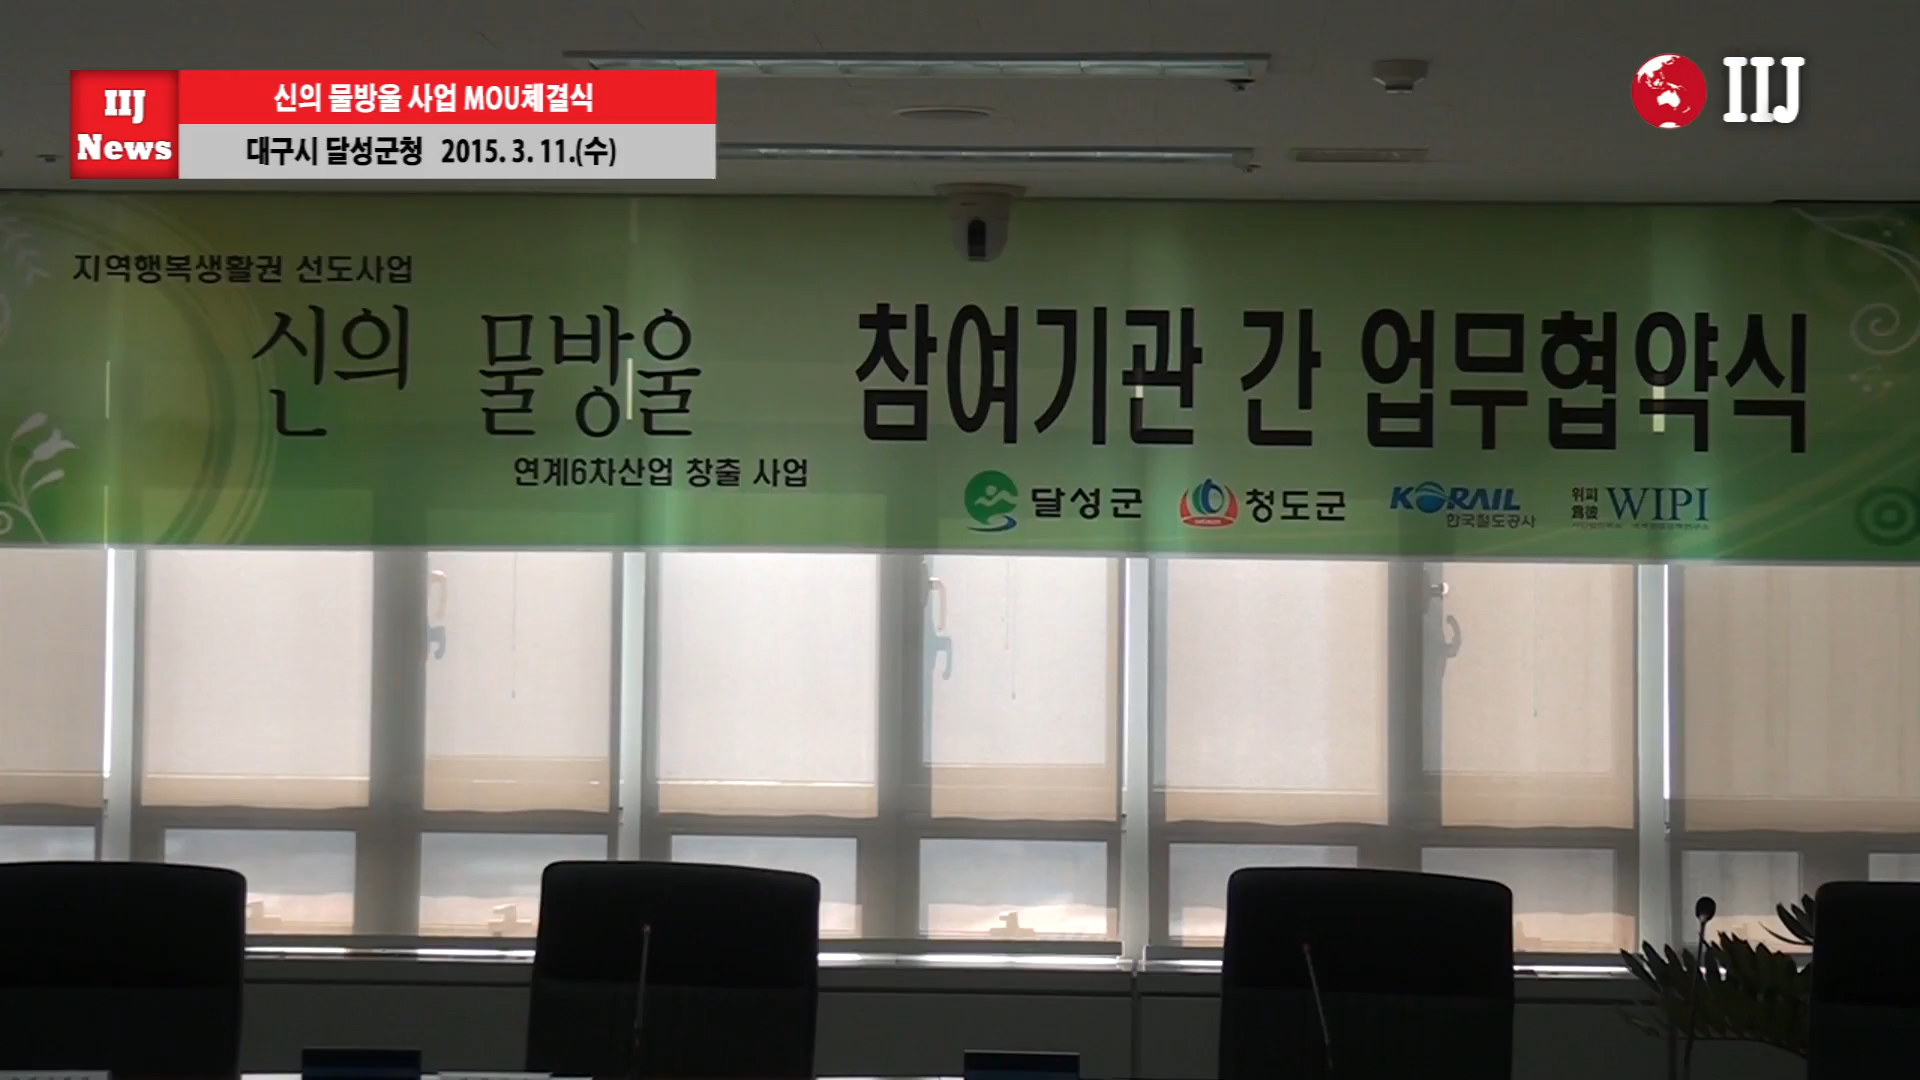 IIJ
News
신의 물방울 사업 MOU체결식
대구시 달성군청 2015. 3. 11.(수)
IIJ
지역행복생활권 선도사업
신의 물방울 참여기관 간 업무협약식
연계6차산업 창출 사업
달성군 청도군 KORAIL 한국철도공사 위피 爲彼 WIPI